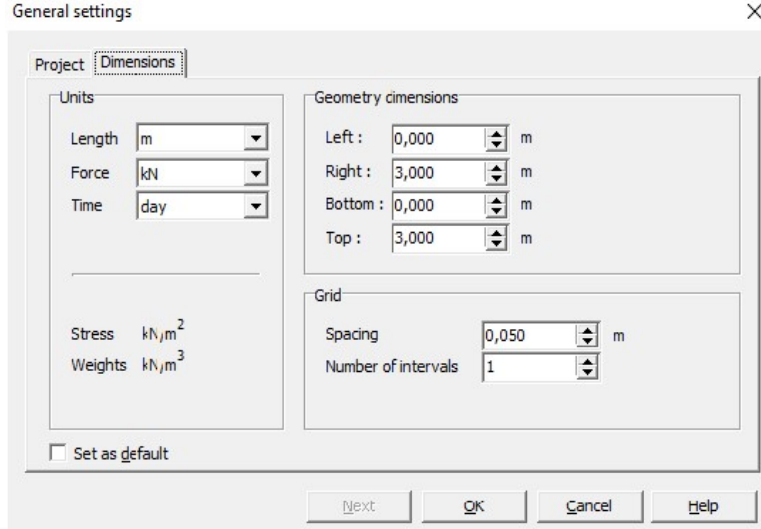 General settings
Project Dimensions
Units
Length m
Force kN
Time day
Stress kN/m²
Weights kN/m³
Geometry dimensions
Left : 0,000 m
Right : 3,000 m
Bottom : 0,000 m
Top : 3,000 m
Grid
Spacing 0,050 m
Number of intervals 1
Set as default
Next OK Cancel Help